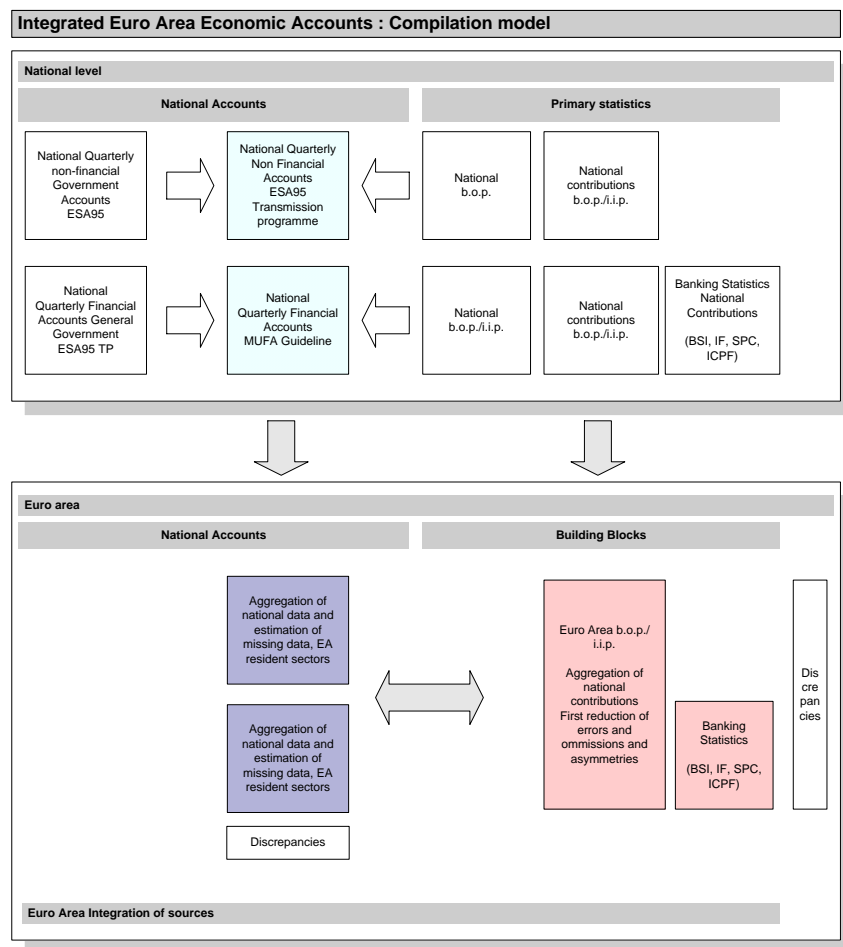 Integrated Euro Area Economic Accounts : Compilation model
National level
National Accounts
Primary statistics
National Quarterly
non-financial
Government
Accounts
ESA95
National Quarterly
Non Financial
Accounts
ESA95
Transmission
programme
National
b.o.p.
National
contributions
b.o.p./i.i.p.
National
Quarterly Financial
Accounts General
Government
ESA95 TP
National
Quarterly Financial
Accounts
MUFA Guideline
National
b.o.p./i.i.p.
National
contributions
b.o.p./i.i.p.
Banking Statistics
National
Contributions
(BSI, IF, SPC,
ICPF)
Euro area
National Accounts
Building Blocks
Aggregation of
national data and
estimation of
missing data, EA
resident sectors
Aggregation of
national data and
estimation of
missing data, EA
resident sectors
Discrepancies
Euro Area b.o.p./
i.i.p.
Aggregation of
national
contributions
First reduction of
errors and
ommissions and
asymmetries
Banking
Statistics
(BSI, IF, SPC,
ICPF)
Dis
cre
pan
cies
Euro Area Integration of sources